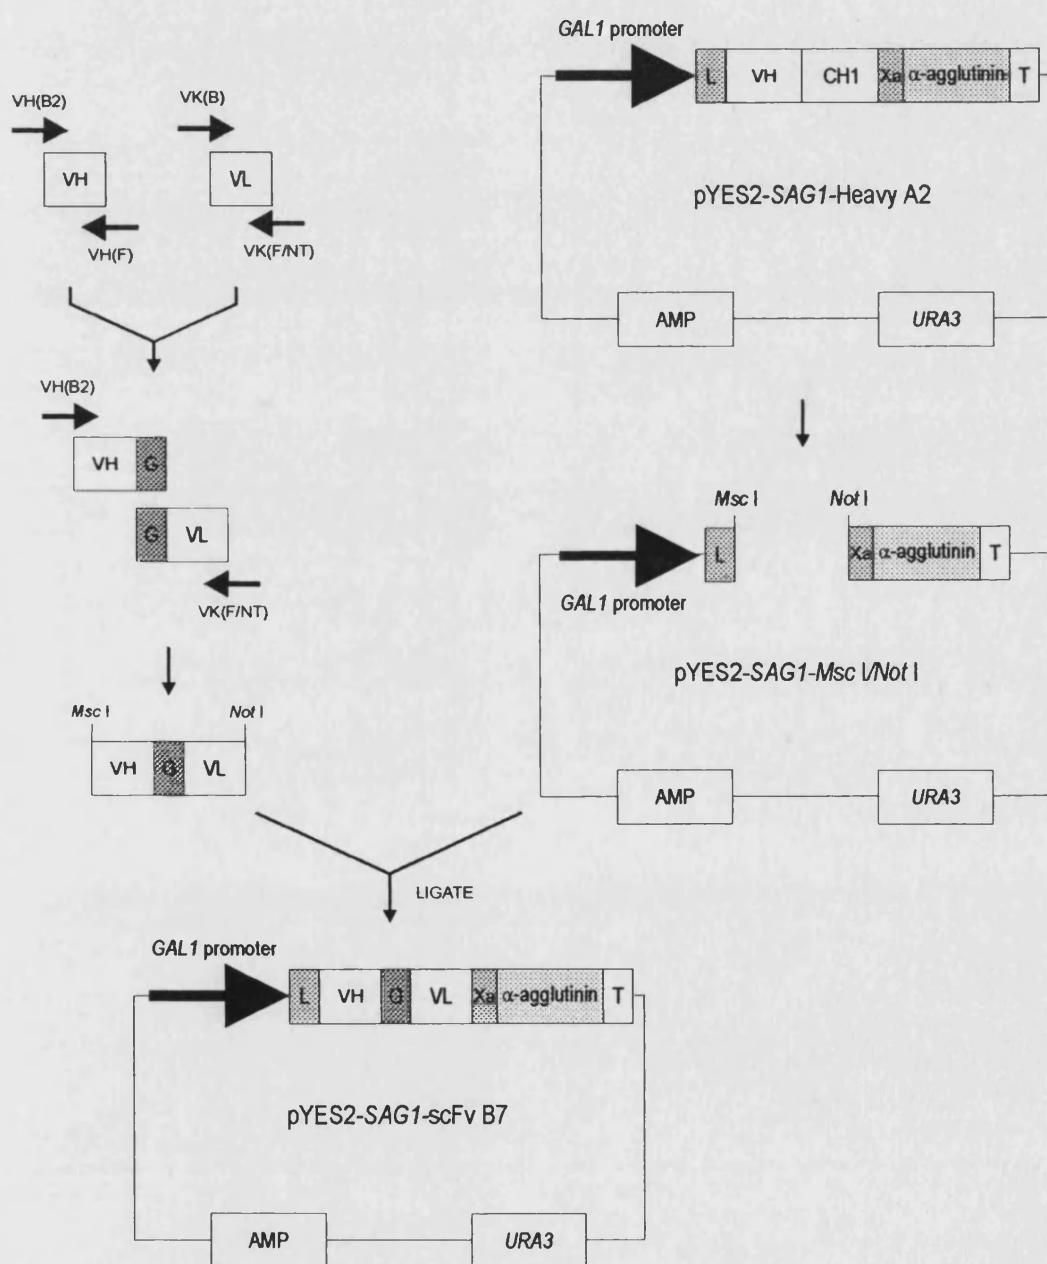 VH(B2)
VK(B)
VH
VL
VH(F)
VK(F/NT)
VH(B2)
VH G
G VL
VK(F/NT)
Msc I Not I
VH G VL
GAL1 promoter
L VH CH1 Xa α-agglutinin T
pYES2-SAG1-Heavy A2
AMP URA3
Msc I Not I
L Xa α-agglutinin T
GAL1 promoter
pYES2-SAG1-Msc I/Not I
AMP URA3
LIGATE
GAL1 promoter
L VH G VL Xa α-agglutinin T
pYES2-SAG1-scFv B7
AMP URA3